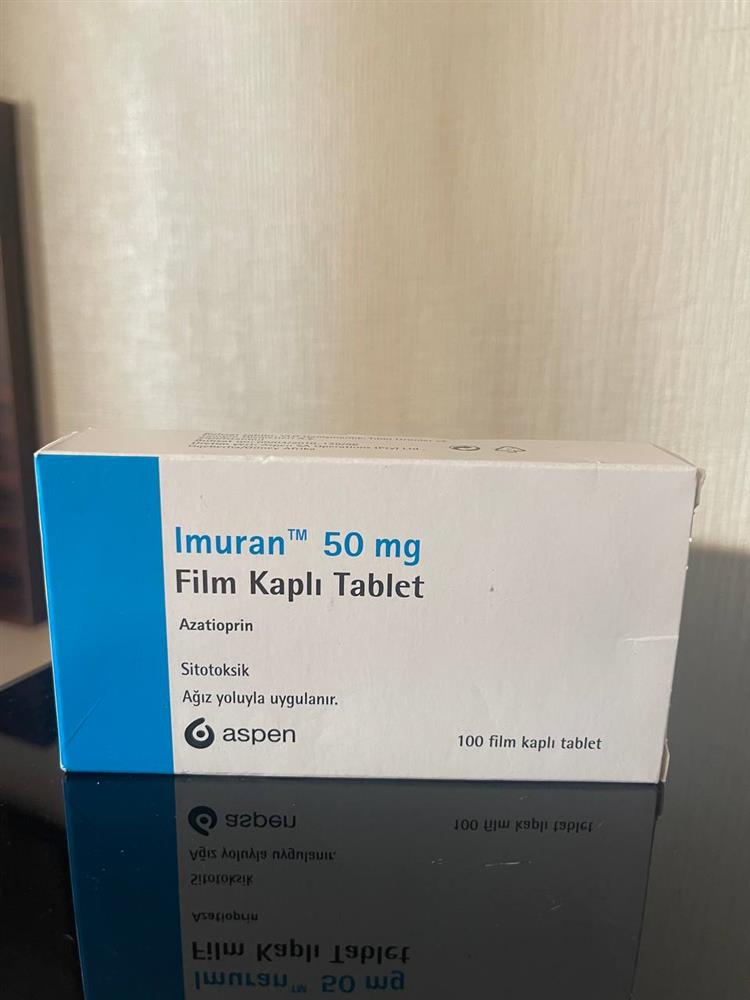 Imuran™ 50 mg
Film Kaplı Tablet
Azatioprin
Sitotoksik
Ağız yoluyla uygulanır.
aspen
100 film kaplı tablet